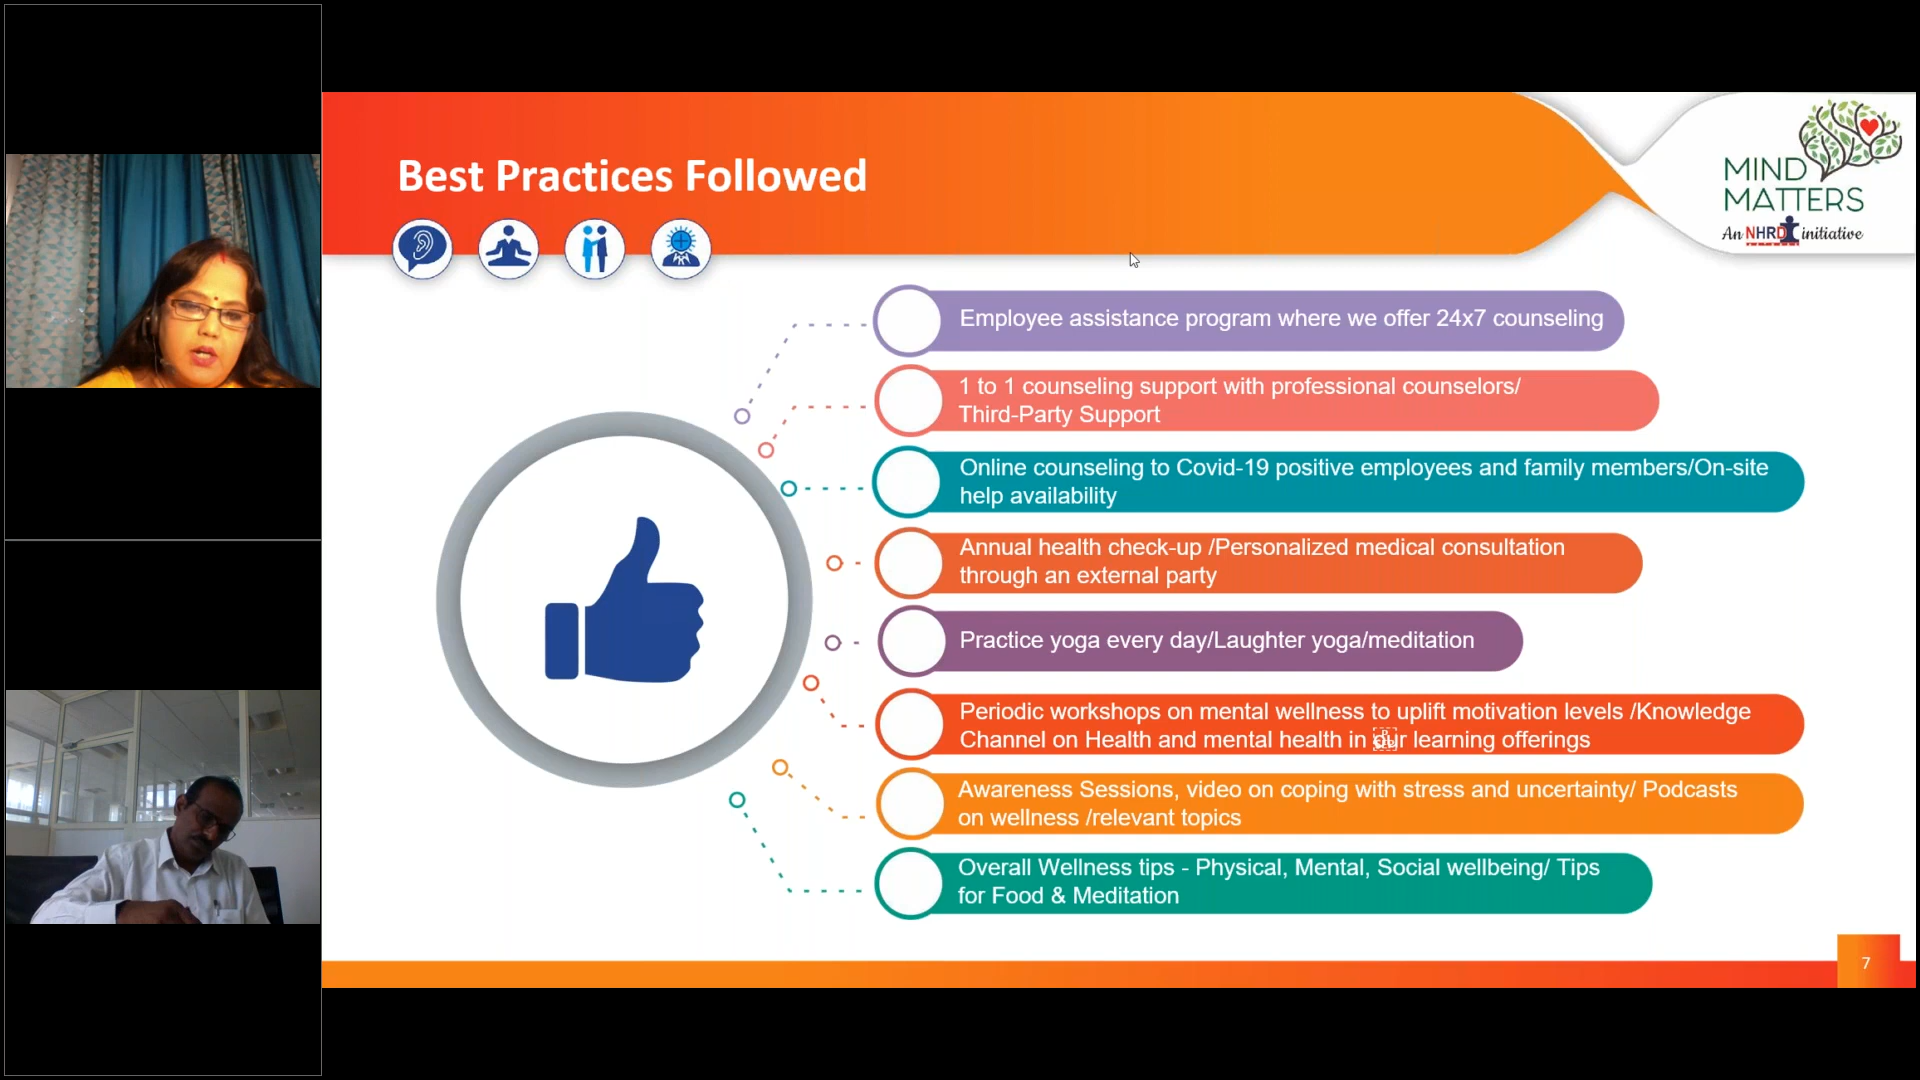 Best Practices Followed
MIND
MATTERS
An NHRD initiative
Employee assistance program where we offer 24x7 counseling
1 to 1 counseling support with professional counselors/
Third-Party Support
Online counseling to Covid-19 positive employees and family members/On-site
help availability
Annual health check-up /Personalized medical consultation
through an external party
Practice yoga every day/Laughter yoga/meditation
Periodic workshops on mental wellness to uplift motivation levels /Knowledge
Channel on Health and mental health in our learning offerings
Awareness Sessions, video on coping with stress and uncertainty/ Podcasts
on wellness /relevant topics
Overall Wellness tips - Physical, Mental, Social wellbeing/ Tips
for Food & Meditation
7